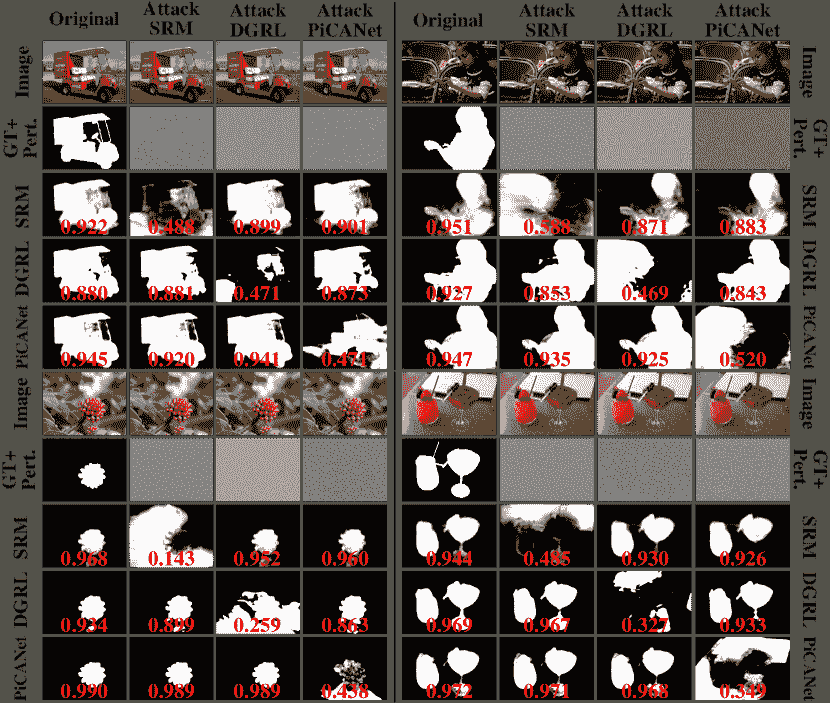 Original Attack SRM Attack DGRL Attack PiCANet Original Attack SRM Attack DGRL Attack PiCANet
Image Image
GT+ Pert. GT+ Pert.
SRM 0.922 0.488 0.899 0.901 0.951 0.588 0.871 0.883 SRM
DGRL 0.880 0.881 0.471 0.873 0.927 0.853 0.469 0.843 DGRL
PiCANet 0.945 0.920 0.941 0.474 0.947 0.935 0.925 0.520 PiCANet
Image Image
GT+ Pert. GT+ Pert.
SRM 0.968 0.143 0.952 0.960 0.944 0.485 0.930 0.926 SRM
DGRL 0.934 0.899 0.259 0.863 0.969 0.967 0.327 0.933 DGRL
PiCANet 0.990 0.989 0.989 0.438 0.972 0.971 0.968 0.349 PiCANet